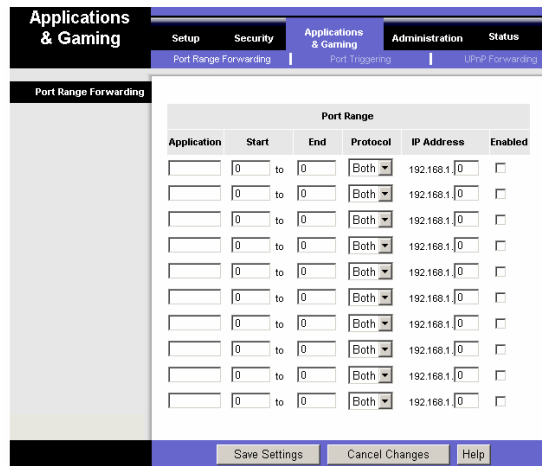 Applications
& Gaming
Setup Security Applications & Gaming Administration Status
Port Range Forwarding Port Triggering UPnP Forwarding
Port Range Forwarding
Port Range
Application Start End Protocol IP Address Enabled
0 to 0 Both 192.168.1. 0
0 to 0 Both 192.168.1. 0
0 to 0 Both 192.168.1. 0
0 to 0 Both 192.168.1. 0
0 to 0 Both 192.168.1. 0
0 to 0 Both 192.168.1. 0
0 to 0 Both 192.168.1. 0
0 to 0 Both 192.168.1. 0
0 to 0 Both 192.168.1. 0
0 to 0 Both 192.168.1. 0
Save Settings Cancel Changes Help